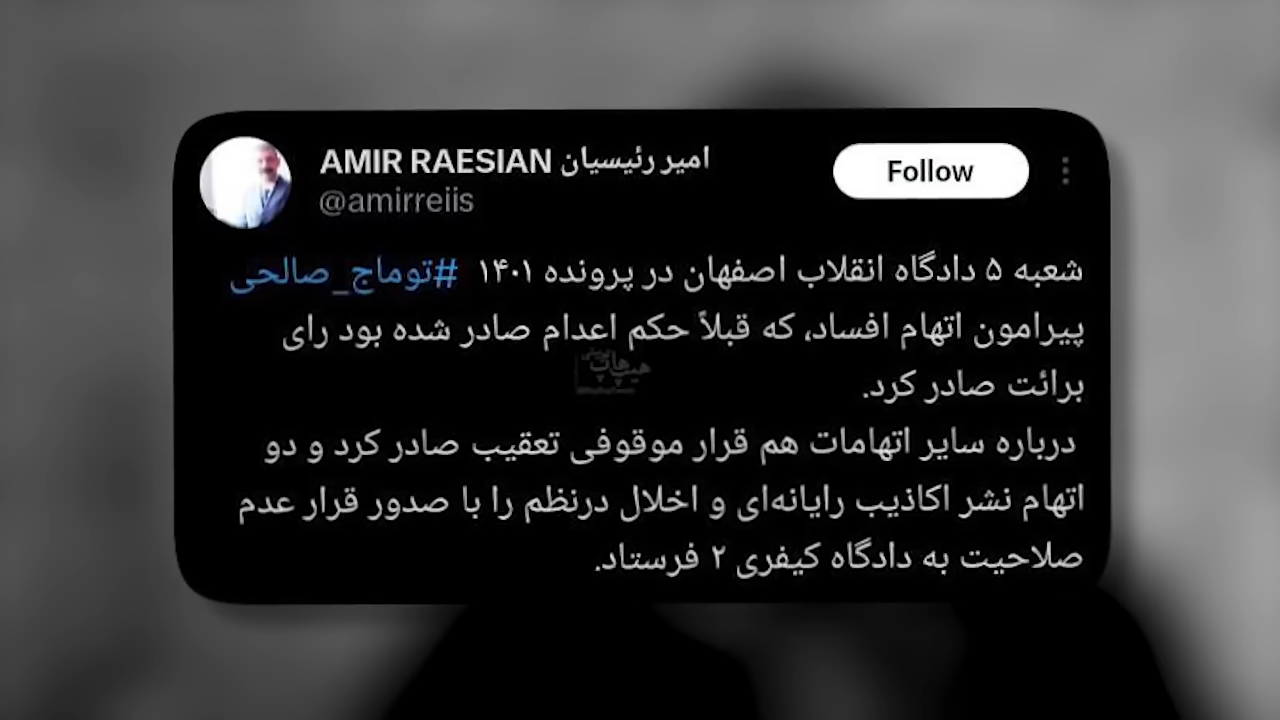 AMIR RAESIAN امیر رئیسیان
@amirreiis
Follow
شعبه ۵ دادگاه انقلاب اصفهان در پرونده ۱۴۰۱ #توماج_صالحی
پیرامون اتهام افساد، که قبلاً حکم اعدام صادر شده بود رای
برائت صادر کرد.
درباره سایر اتهامات هم قرار موقوفی تعقیب صادر کرد و دو
اتهام نشر اکاذیب رایانه‌ای و اخلال درنظم را با صدور قرار عدم
صلاحیت به دادگاه کیفری ۲ فرستاد.